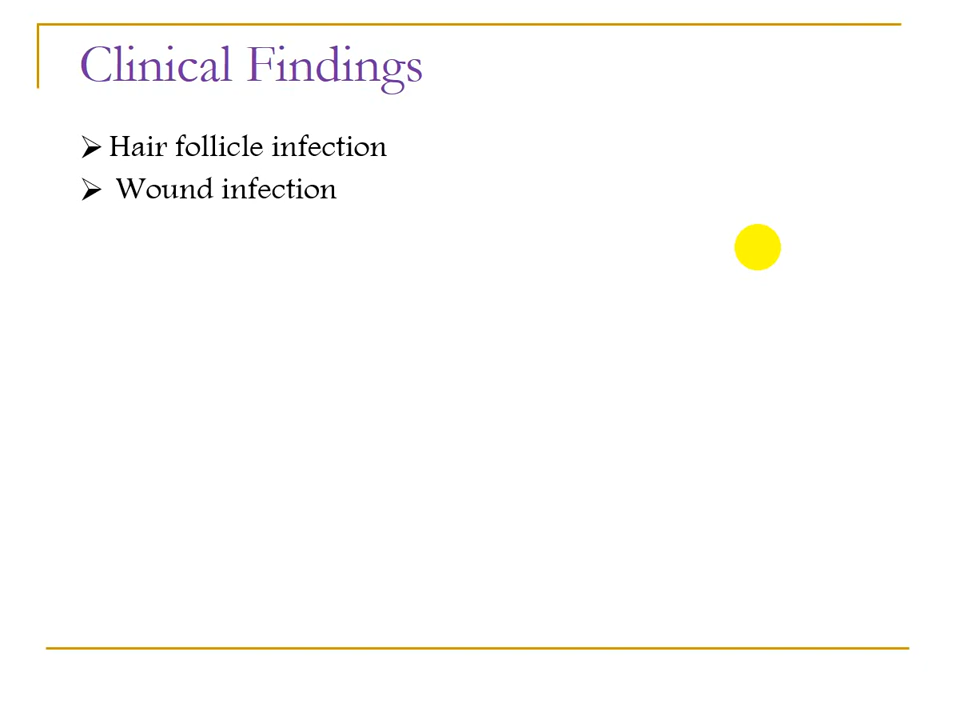 Clinical Findings
➢ Hair follicle infection
➢ Wound infection